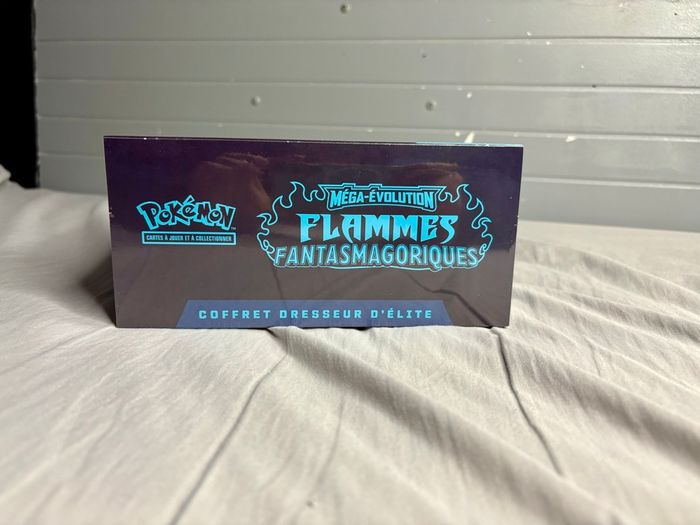 POKéMON
CARTES À JOUER ET À COLLECTIONNER
MÉGA-ÉVOLUTION
FLAMMES
FANTASMAGORIQUES
COFFRET DRESSEUR D'ÉLITE